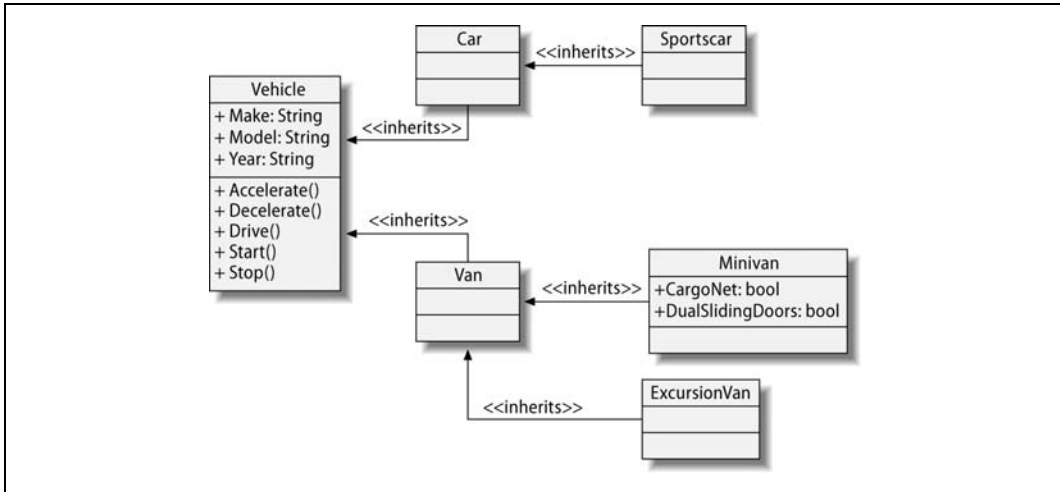 Car
<<inherits>>
Sportscar
Vehicle
+ Make: String
+ Model: String
+ Year: String
+ Accelerate()
+ Decelerate()
+ Drive()
+ Start()
+ Stop()
<<inherits>>
<<inherits>>
Van
<<inherits>>
Minivan
+CargoNet: bool
+DualSlidingDoors: bool
<<inherits>>
ExcursionVan